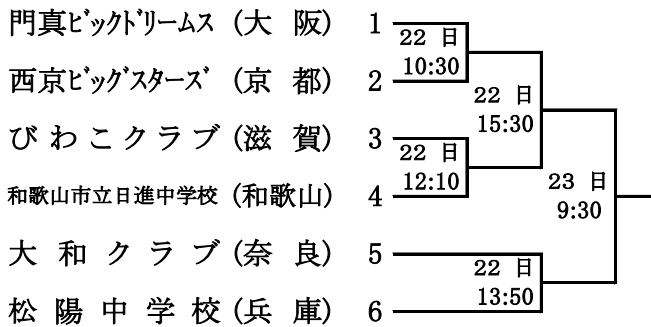 門真ビックドリームス (大 阪) 1
22 日
10:30
西京ビッグスターズ (京 都) 2
22 日
15:30
びわこクラブ (滋 賀) 3
22 日
12:10
和歌山市立日進中学校 (和歌山) 4
23 日
9:30
大和クラブ (奈 良) 5
22 日
13:50
松陽中学校 (兵 庫) 6